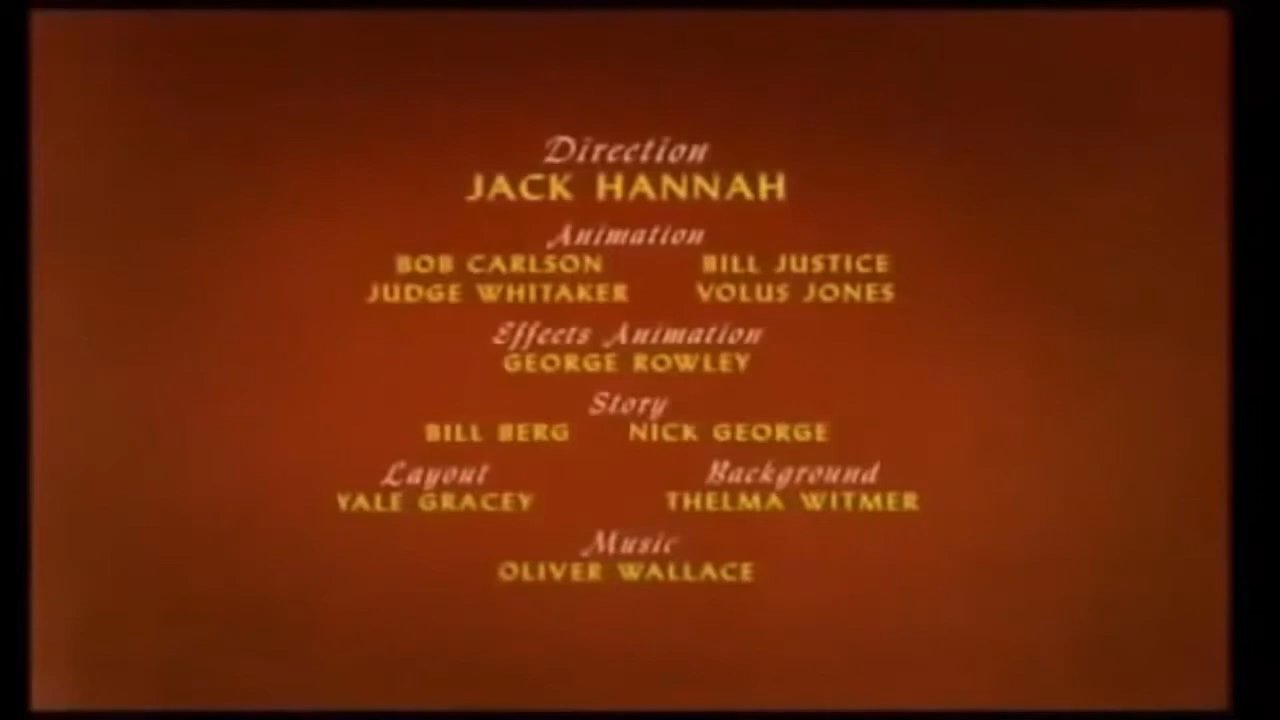 Direction
JACK HANNAH
Animation
BOB CARLSON BILL JUSTICE
JUDGE WHITAKER VOLUS JONES
Effects Animation
GEORGE ROWLEY
Story
BILL BERG NICK GEORGE
Layout Background
YALE GRACEY THELMA WITMER
Music
OLIVER WALLACE